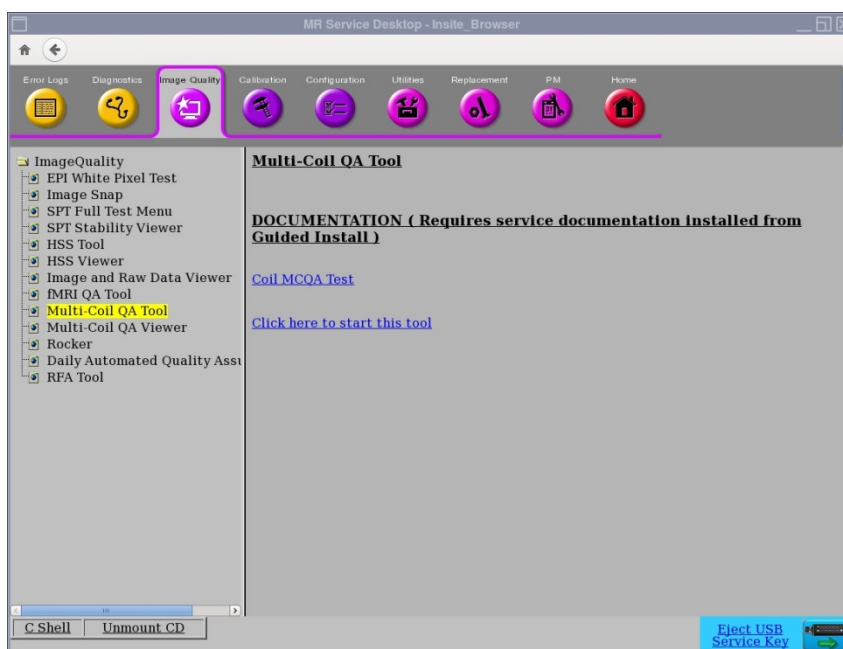 MR Service Desktop - Insite_Browser
Error Logs
Diagnostics
Image Quality
Calibration
Configuration
Utilities
Replacement
PM
Home
ImageQuality
EPI White Pixel Test
Image Snap
SPT Full Test Menu
SPT Stability Viewer
HSS Tool
HSS Viewer
Image and Raw Data Viewer
fMRI QA Tool
Multi-Coil QA Tool
Multi-Coil QA Viewer
Rocker
Daily Automated Quality Assu
RFA Tool
Multi-Coil QA Tool
DOCUMENTATION ( Requires service documentation installed from
Guided Install )
Coil MCQA Test
Click here to start this tool
C Shell
Unmount CD
Eject USB
Service Key